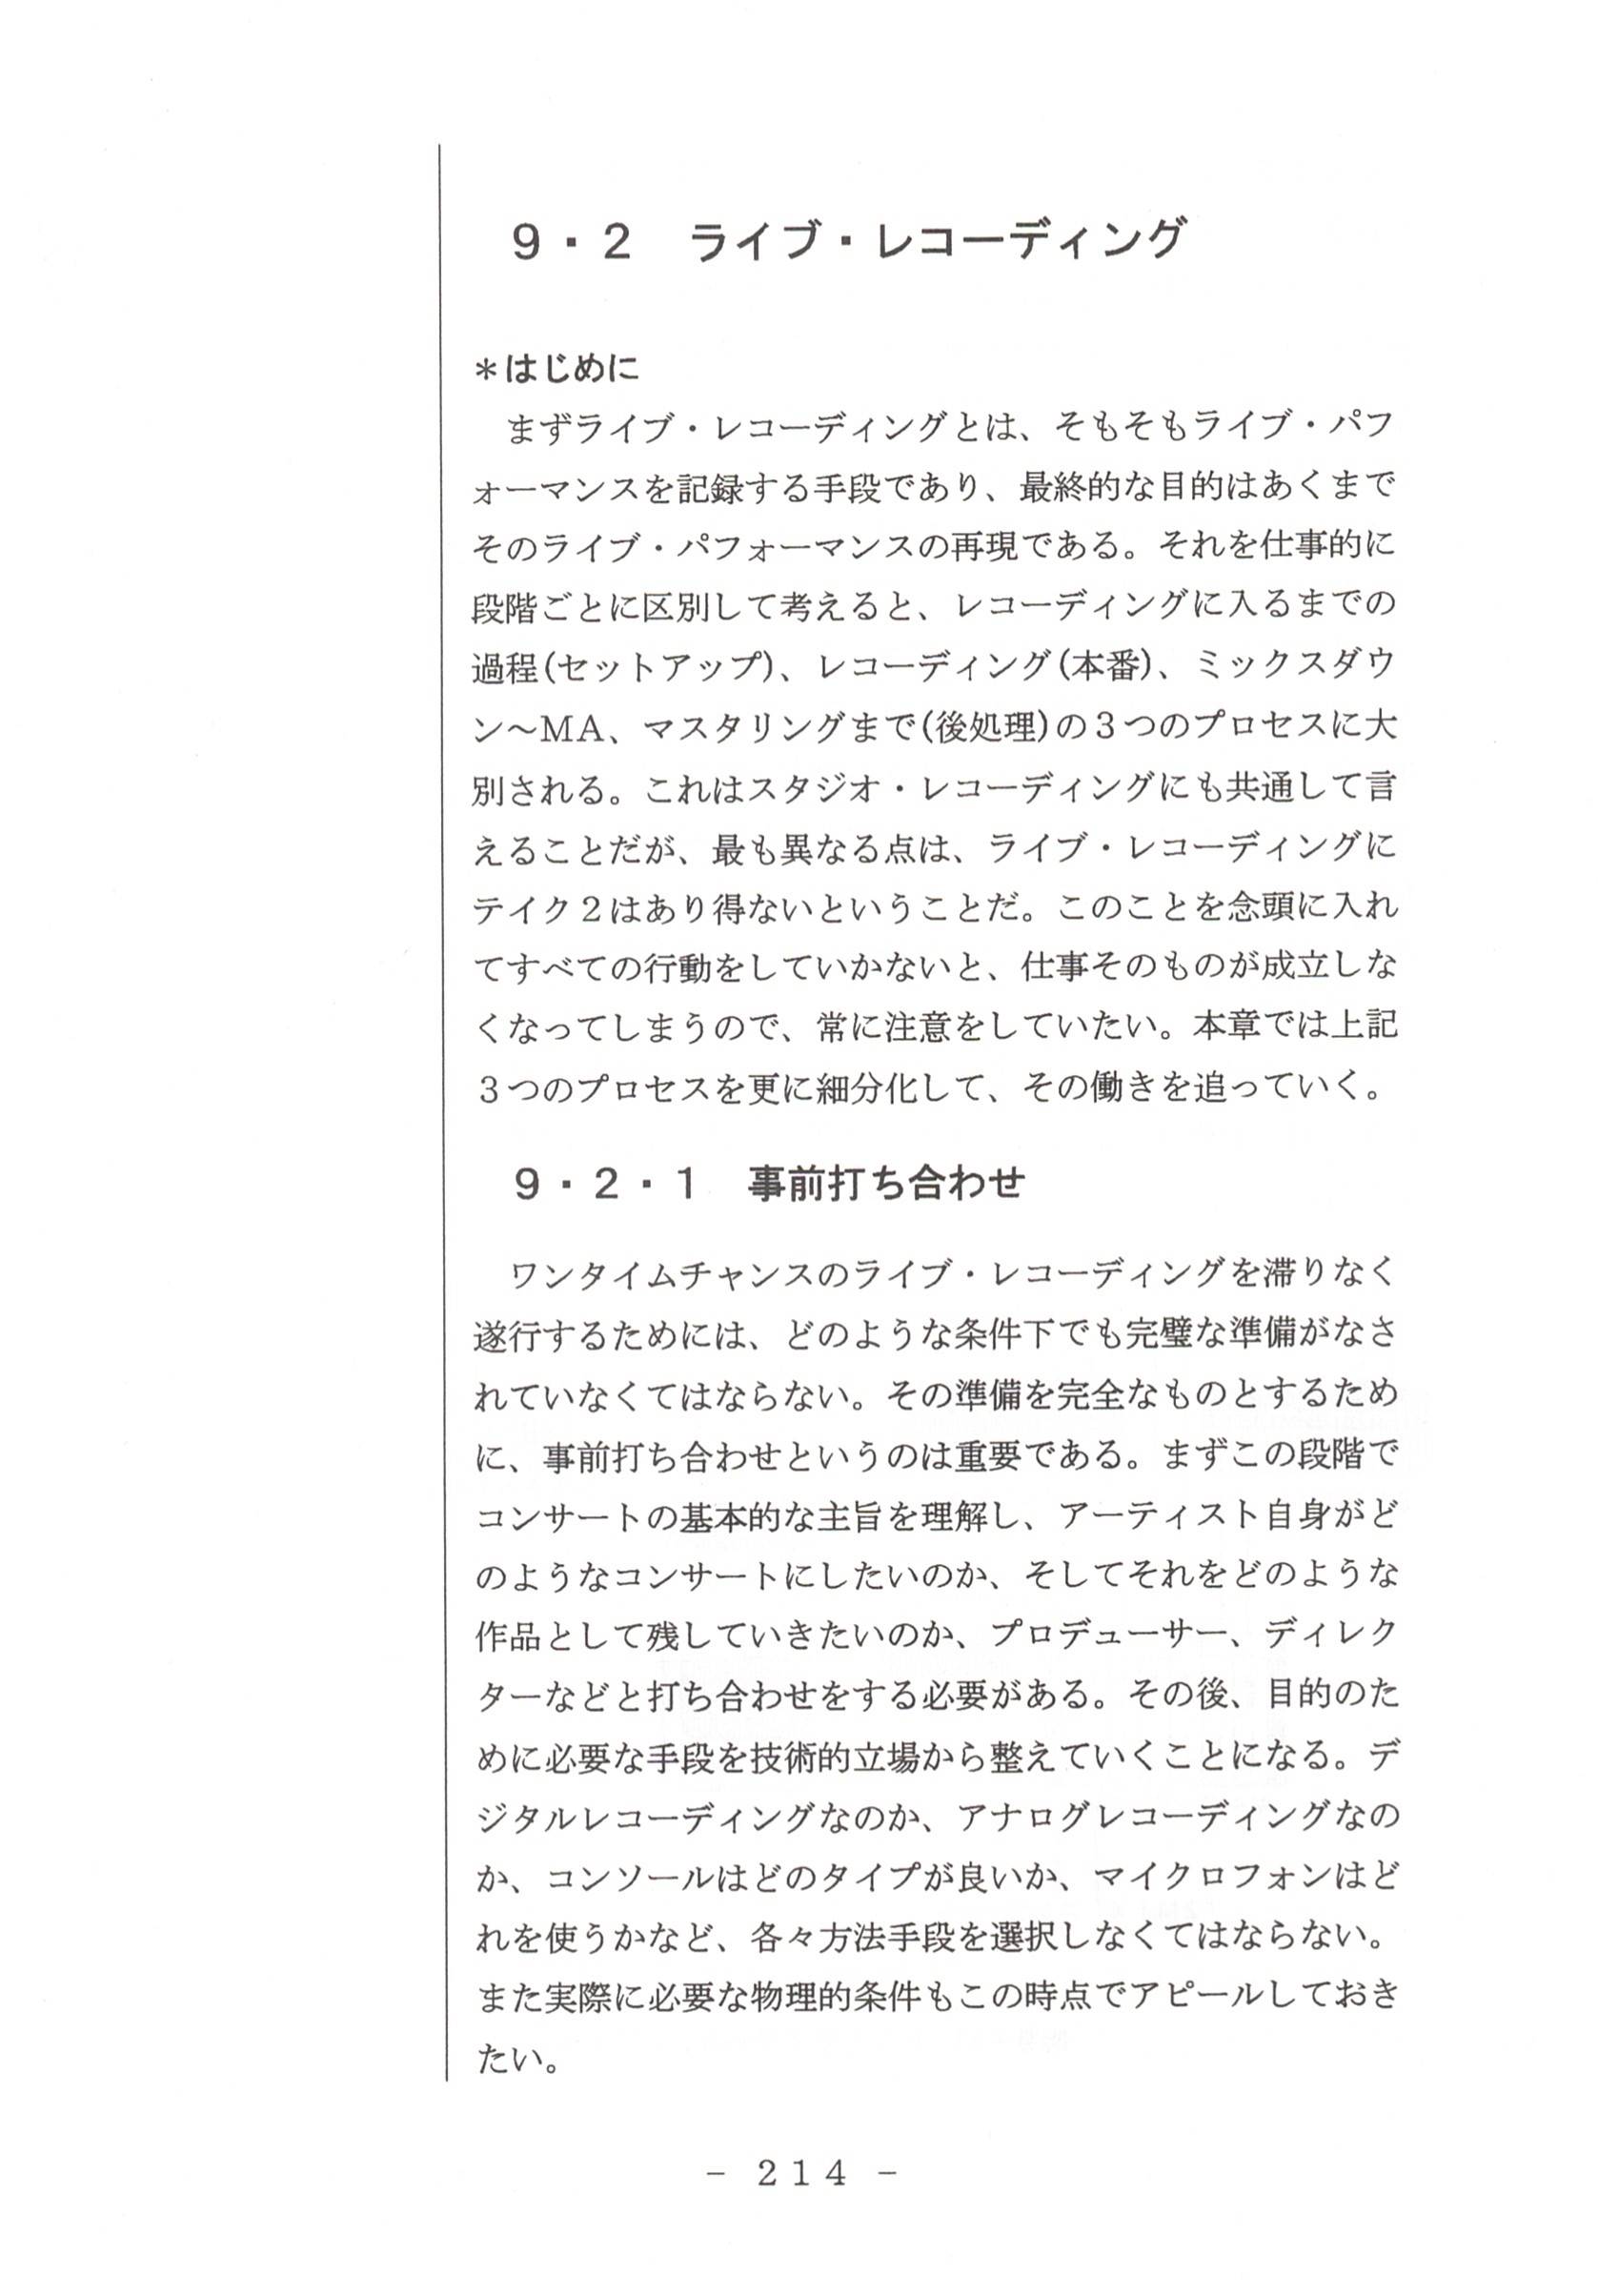 9・2　ライブ・レコーディング
＊はじめに
まずライブ・レコーディングとは、そもそもライブ・パフ
ォーマンスを記録する手段であり、最終的な目的はあくまで
そのライブ・パフォーマンスの再現である。それを仕事的に
段階ごとに区別して考えると、レコーディングに入るまでの
過程(セットアップ)、レコーディング(本番)、ミックスダウ
ン〜MA、マスタリングまで(後処理)の３つのプロセスに大
別される。これはスタジオ・レコーディングにも共通して言
えることだが、最も異なる点は、ライブ・レコーディングに
テイク２はあり得ないということだ。このことを念頭に入れ
てすべての行動をしていかないと、仕事そのものが成立しな
くなってしまうので、常に注意をしていたい。本章では上記
３つのプロセスを更に細分化して、その働きを追っていく。
9・2・1　事前打ち合わせ
ワンタイムチャンスのライブ・レコーディングを滞りなく
遂行するためには、どのような条件下でも完璧な準備がなさ
れていなくてはならない。その準備を完全なものとするため
に、事前打ち合わせというのは重要である。まずこの段階で
コンサートの基本的な主旨を理解し、アーティスト自身がど
のようなコンサートにしたいのか、そしてそれをどのような
作品として残していきたいのか、プロデューサー、ディレク
ターなどと打ち合わせをする必要がある。その後、目的のた
めに必要な手段を技術的立場から整えていくことになる。デ
ジタルレコーディングなのか、アナログレコーディングなの
か、コンソールはどのタイプが良いか、マイクロフォンはど
れを使うかなど、各々方法手段を選択しなくてはならない。
また実際に必要な物理的条件もこの時点でアピールしておき
たい。
– 214 –